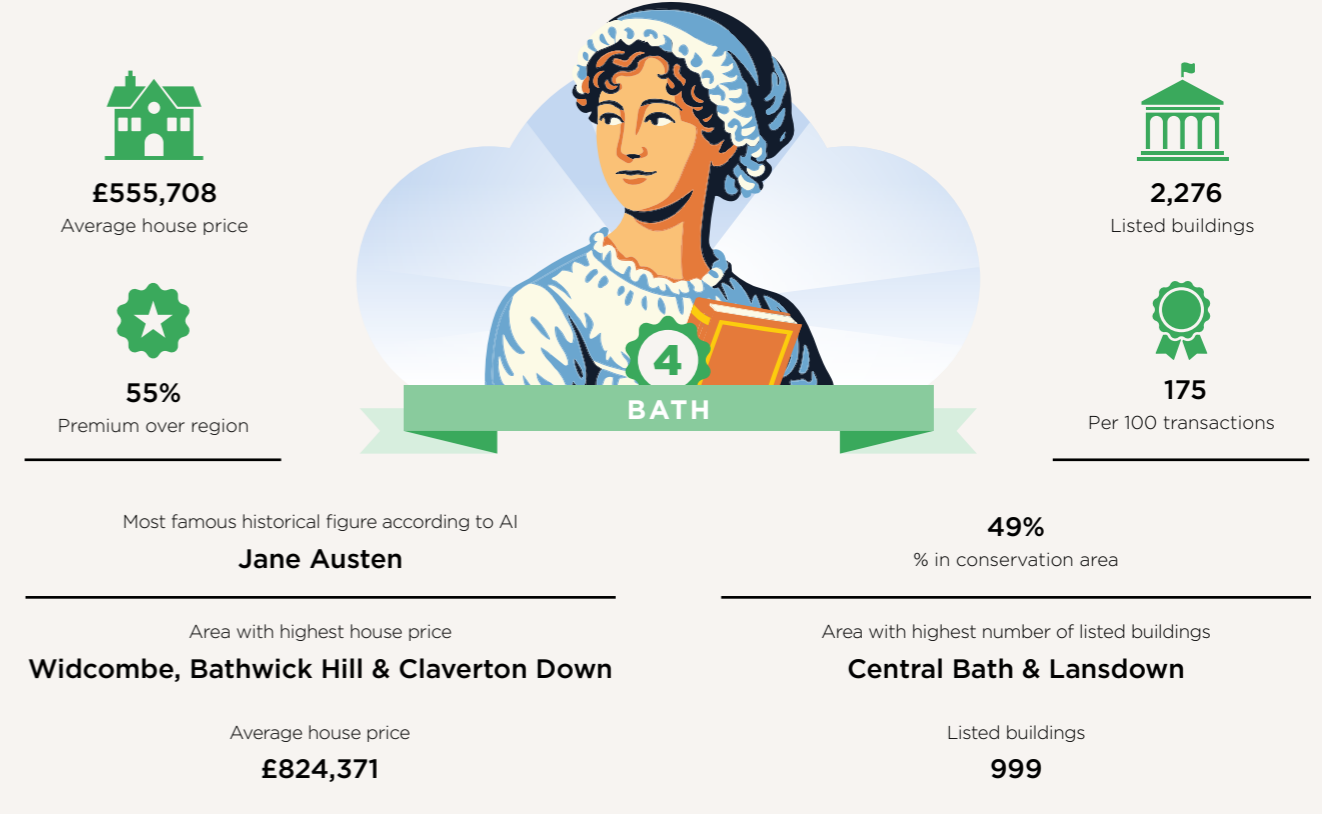 £555,708
Average house price
55%
Premium over region
4
BATH
2,276
Listed buildings
175
Per 100 transactions
Most famous historical figure according to AI
Jane Austen
49%
% in conservation area
Area with highest house price
Widcombe, Bathwick Hill & Claverton Down
Average house price
£824,371
Area with highest number of listed buildings
Central Bath & Lansdown
Listed buildings
999